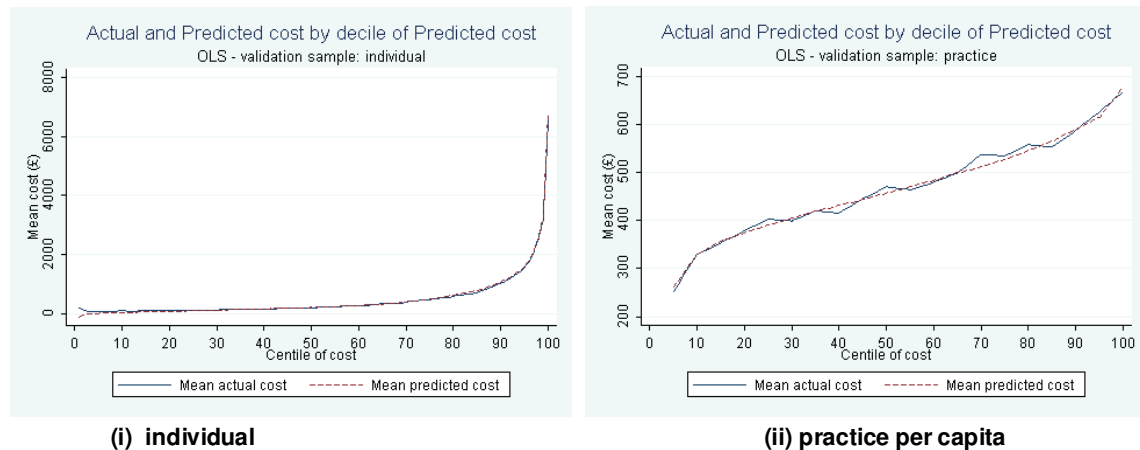 Actual and Predicted cost by decile of Predicted cost
OLS - validation sample: individual
Mean cost (£)
8000
6000
4000
2000
0
0 10 20 30 40 50 60 70 80 90 100
Centile of cost
Mean actual cost Mean predicted cost
(i) individual
Actual and Predicted cost by decile of Predicted cost
OLS - validation sample: practice
Mean cost (£)
700
600
500
400
300
200
0 10 20 30 40 50 60 70 80 90 100
Centile of cost
Mean actual cost Mean predicted cost
(ii) practice per capita